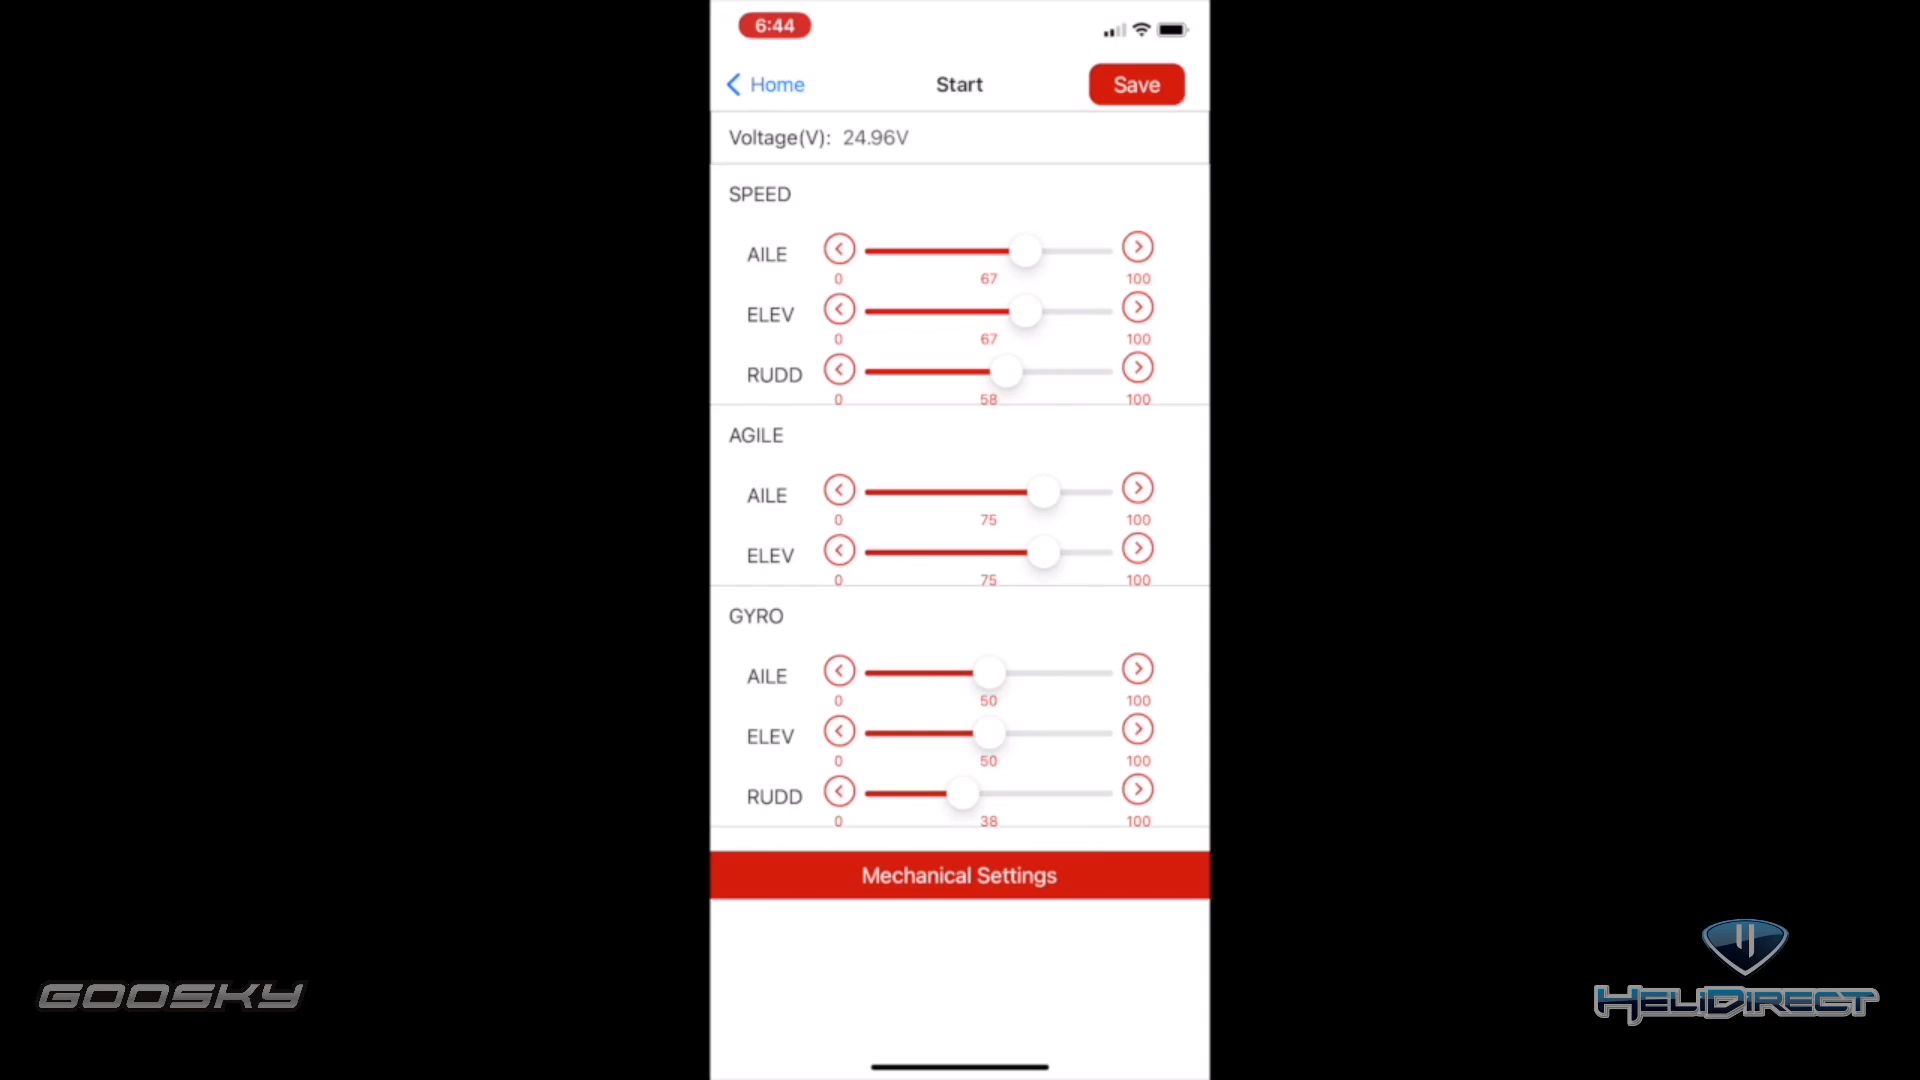 6:44
Home
Start
Save
Voltage(V): 24.96V
SPEED
AILE
0 67 100
ELEV
0 67 100
RUDD
0 58 100
AGILE
AILE
0 75 100
ELEV
0 75 100
GYRO
AILE
0 50 100
ELEV
0 50 100
RUDD
0 38 100
Mechanical Settings
GOOSKY
HELIDIRECT